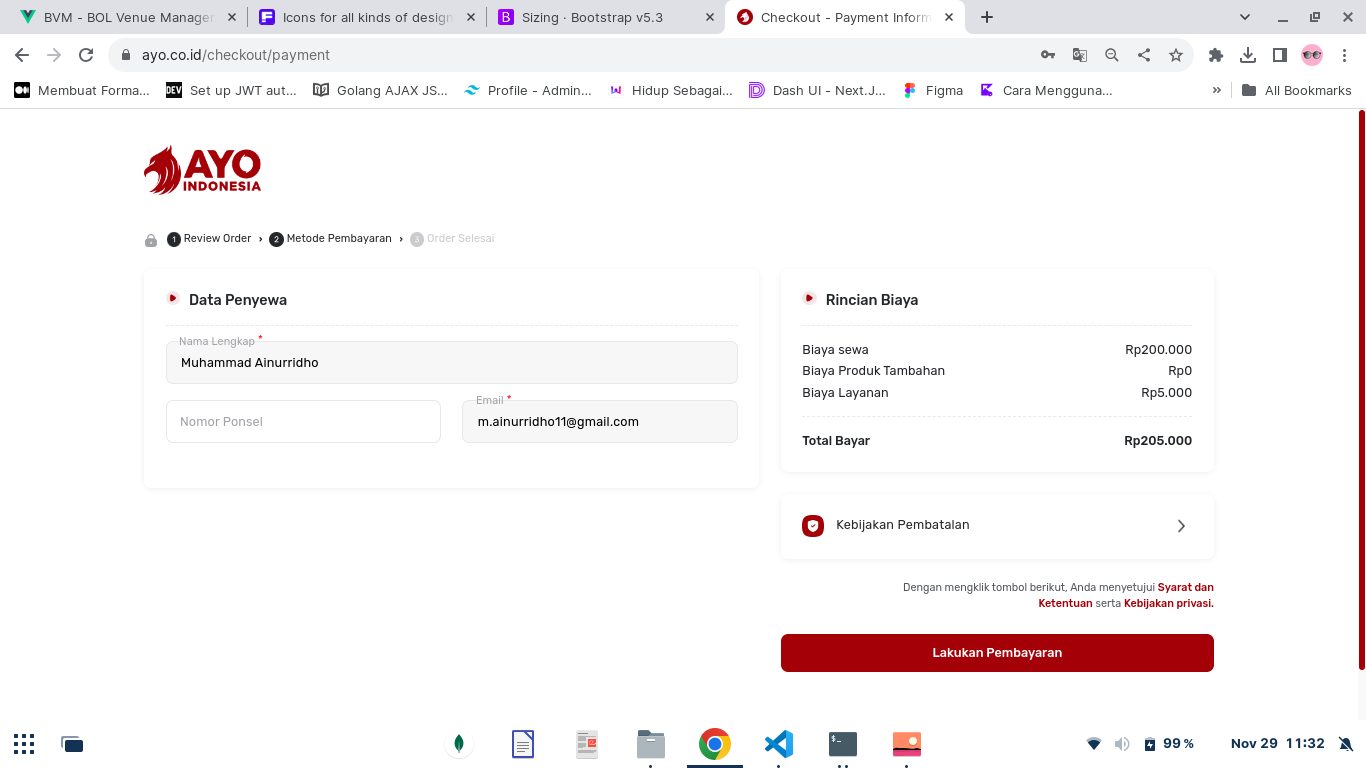 BVM - BOL Venue Manager
Icons for all kinds of design
Sizing · Bootstrap v5.3
Checkout - Payment Inform
ayo.co.id/checkout/payment
Membuat Forma...
DEV
Set up JWT aut...
Golang AJAX JS...
Profile - Admin...
Hidup Sebagai...
Dash UI - Next.J...
Figma
Cara Mengguna...
»
All Bookmarks
AYO
INDONESIA
1 Review Order › 2 Metode Pembayaran › 3 Order Selesai
Data Penyewa
Nama Lengkap *
Muhammad Ainurridho
Nomor Ponsel
Email *
m.ainurridho11@gmail.com
Rincian Biaya
Biaya sewa Rp200.000
Biaya Produk Tambahan Rp0
Biaya Layanan Rp5.000
Total Bayar Rp205.000
Kebijakan Pembatalan
Dengan mengklik tombol berikut, Anda menyetujui Syarat dan
Ketentuan serta Kebijakan privasi.
Lakukan Pembayaran
99 %
Nov 29 11:32